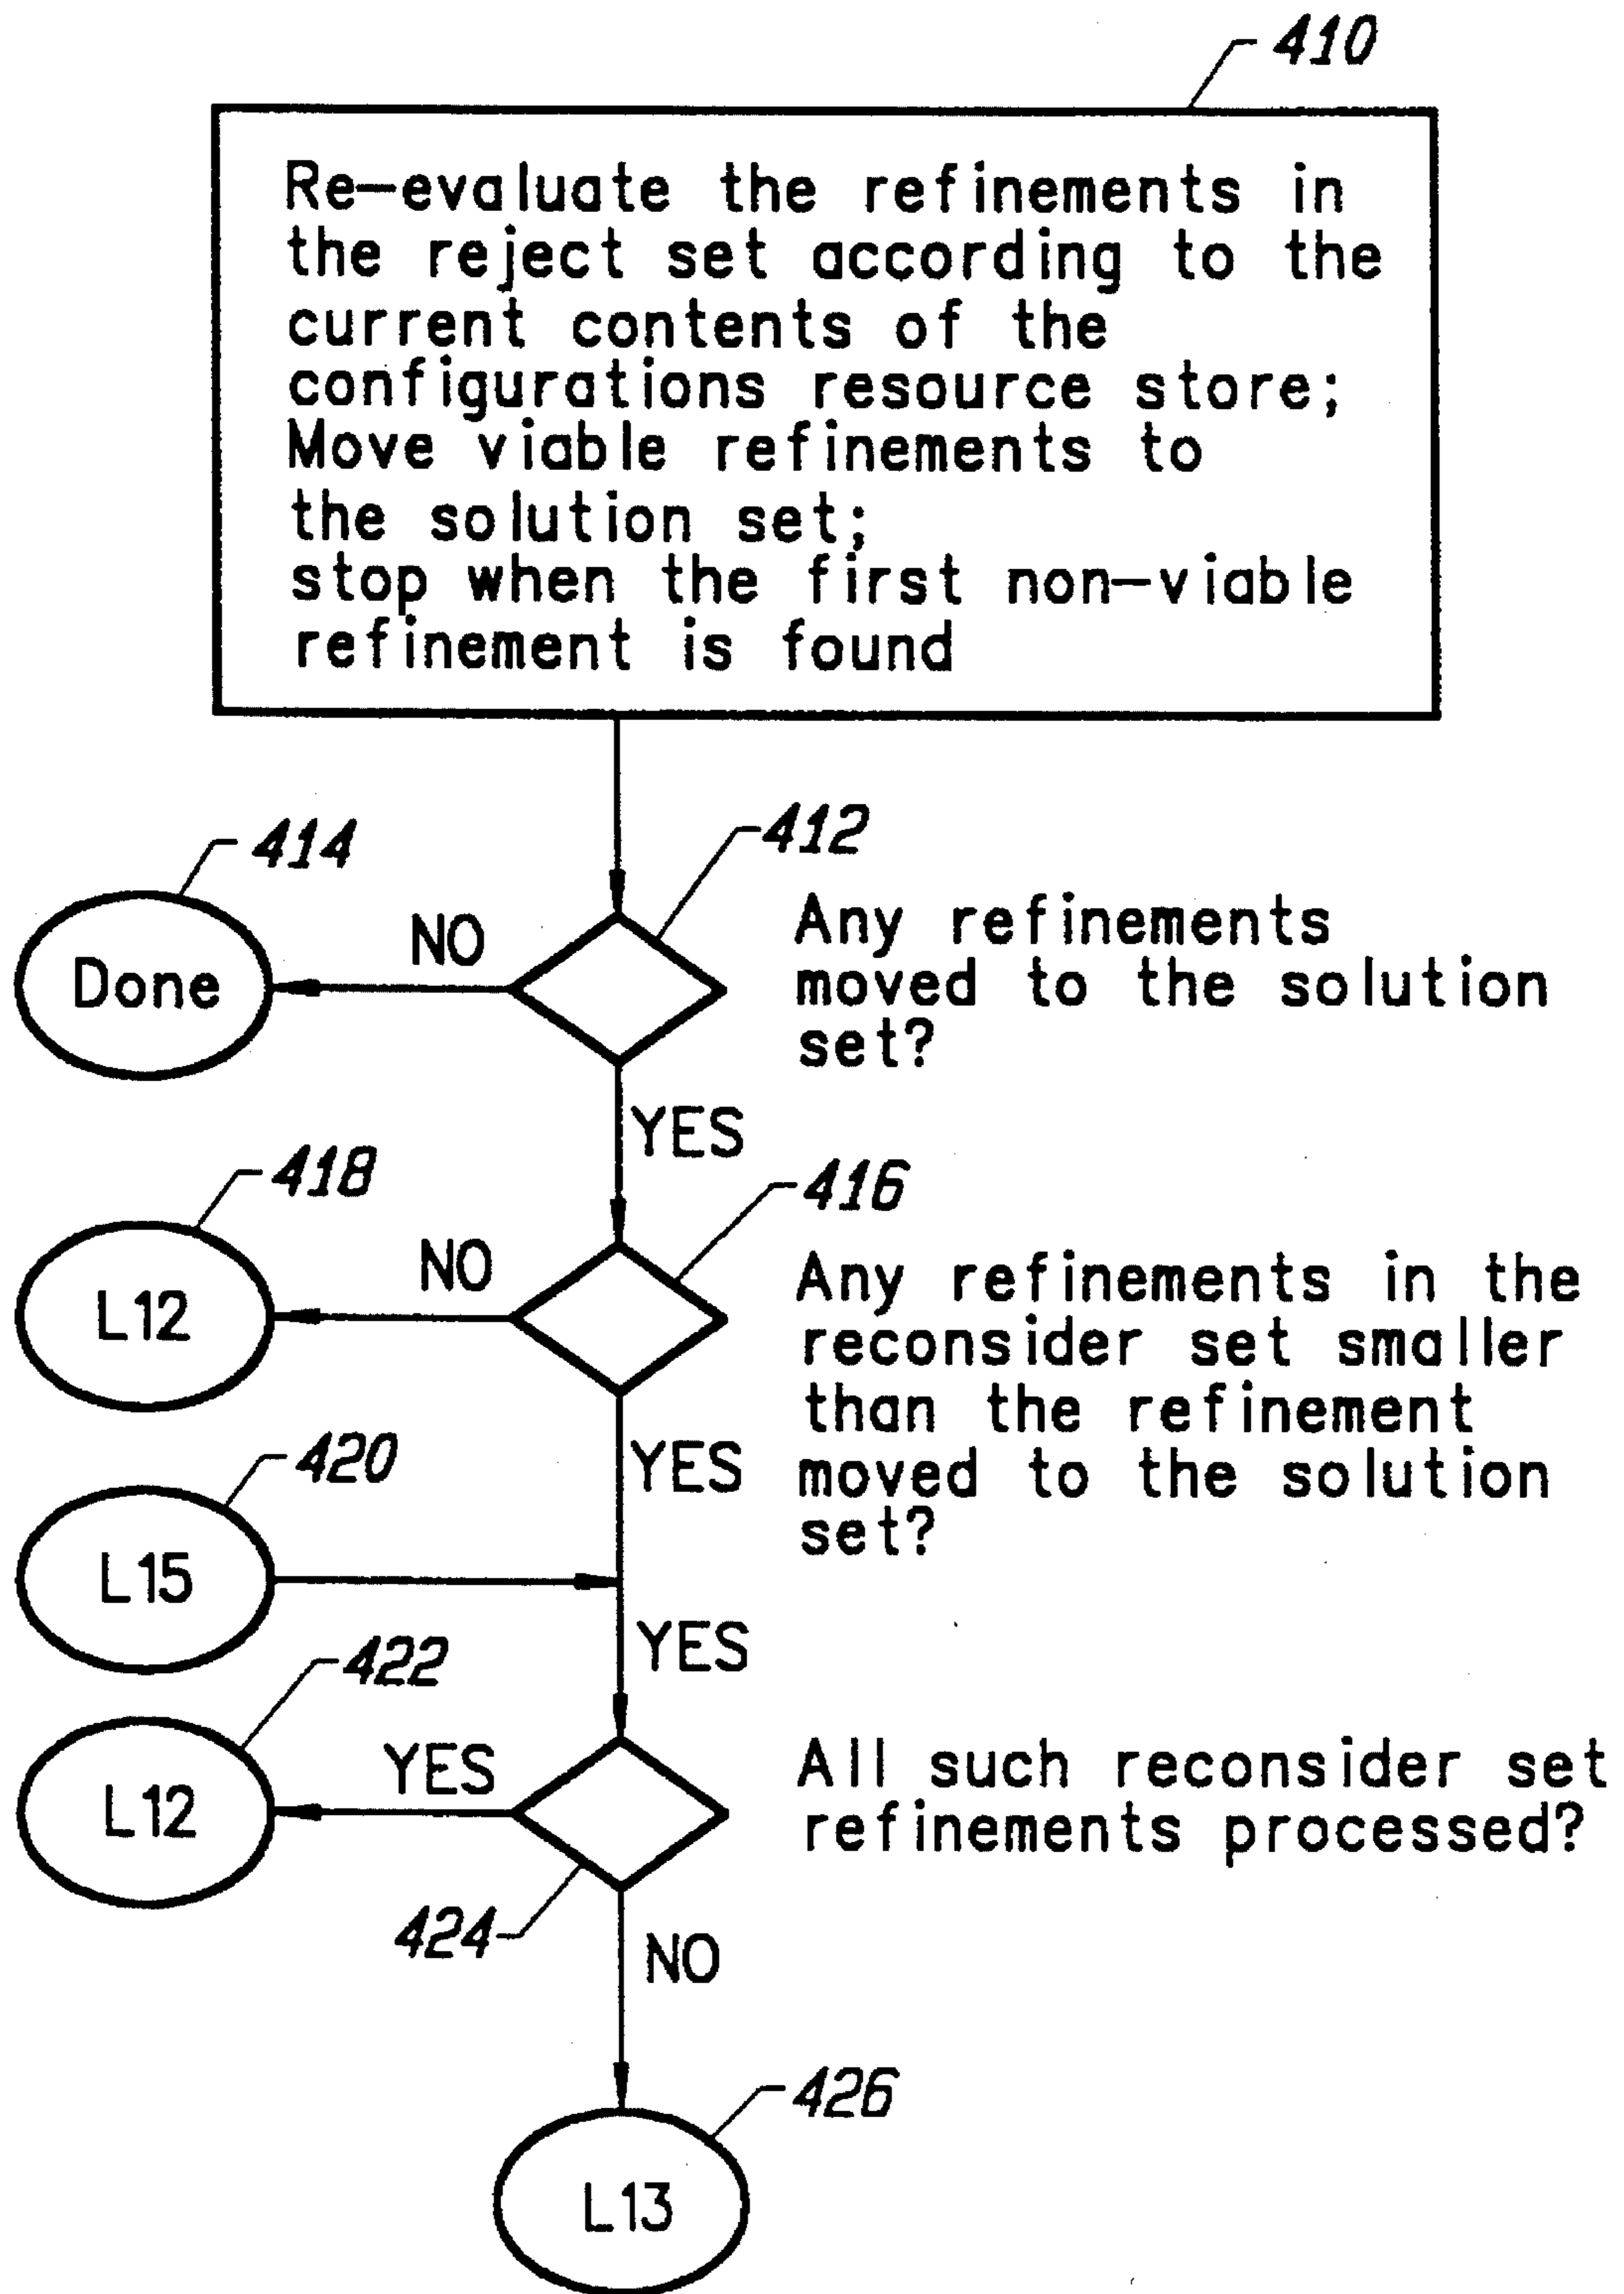 410
Re-evaluate the refinements in
the reject set according to the
current contents of the
configurations resource store;
Move viable refinements to
the solution set;
stop when the first non-viable
refinement is found
412
414
NO
Done
Any refinements
moved to the solution
set?
YES
416
418
NO
L12
Any refinements in the
reconsider set smaller
than the refinement
moved to the solution
set?
YES
420
L15
YES
422
YES
L12
All such reconsider set
refinements processed?
424
NO
426
L13